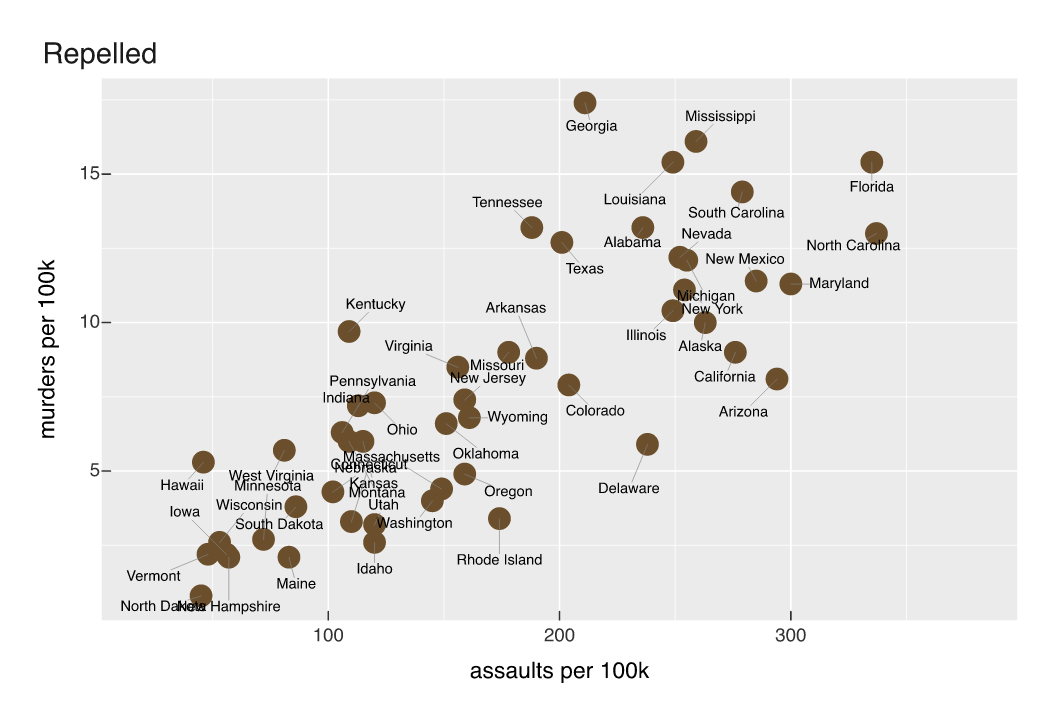 Repelled
Mississippi
Georgia
15
Florida
Louisiana
Tennessee
South Carolina
Nevada
Alabama
North Carolina
New Mexico
Texas
Maryland
Michigan
Kentucky
Arkansas
New York
10
Illinois
Virginia
Alaska
Missouri
California
New Jersey
Pennsylvania
Indiana
Colorado
Arizona
Wyoming
Ohio
Oklahoma
Massachusetts
Connecticut
Nebraska
5
West Virginia
Hawaii
Minnesota
Kansas
Delaware
Oregon
Montana
Wisconsin
Utah
Iowa
South Dakota
Washington
Rhode Island
Idaho
Vermont
Maine
North Dakota
New Hampshire
100
200
300
assaults per 100k
murders per 100k